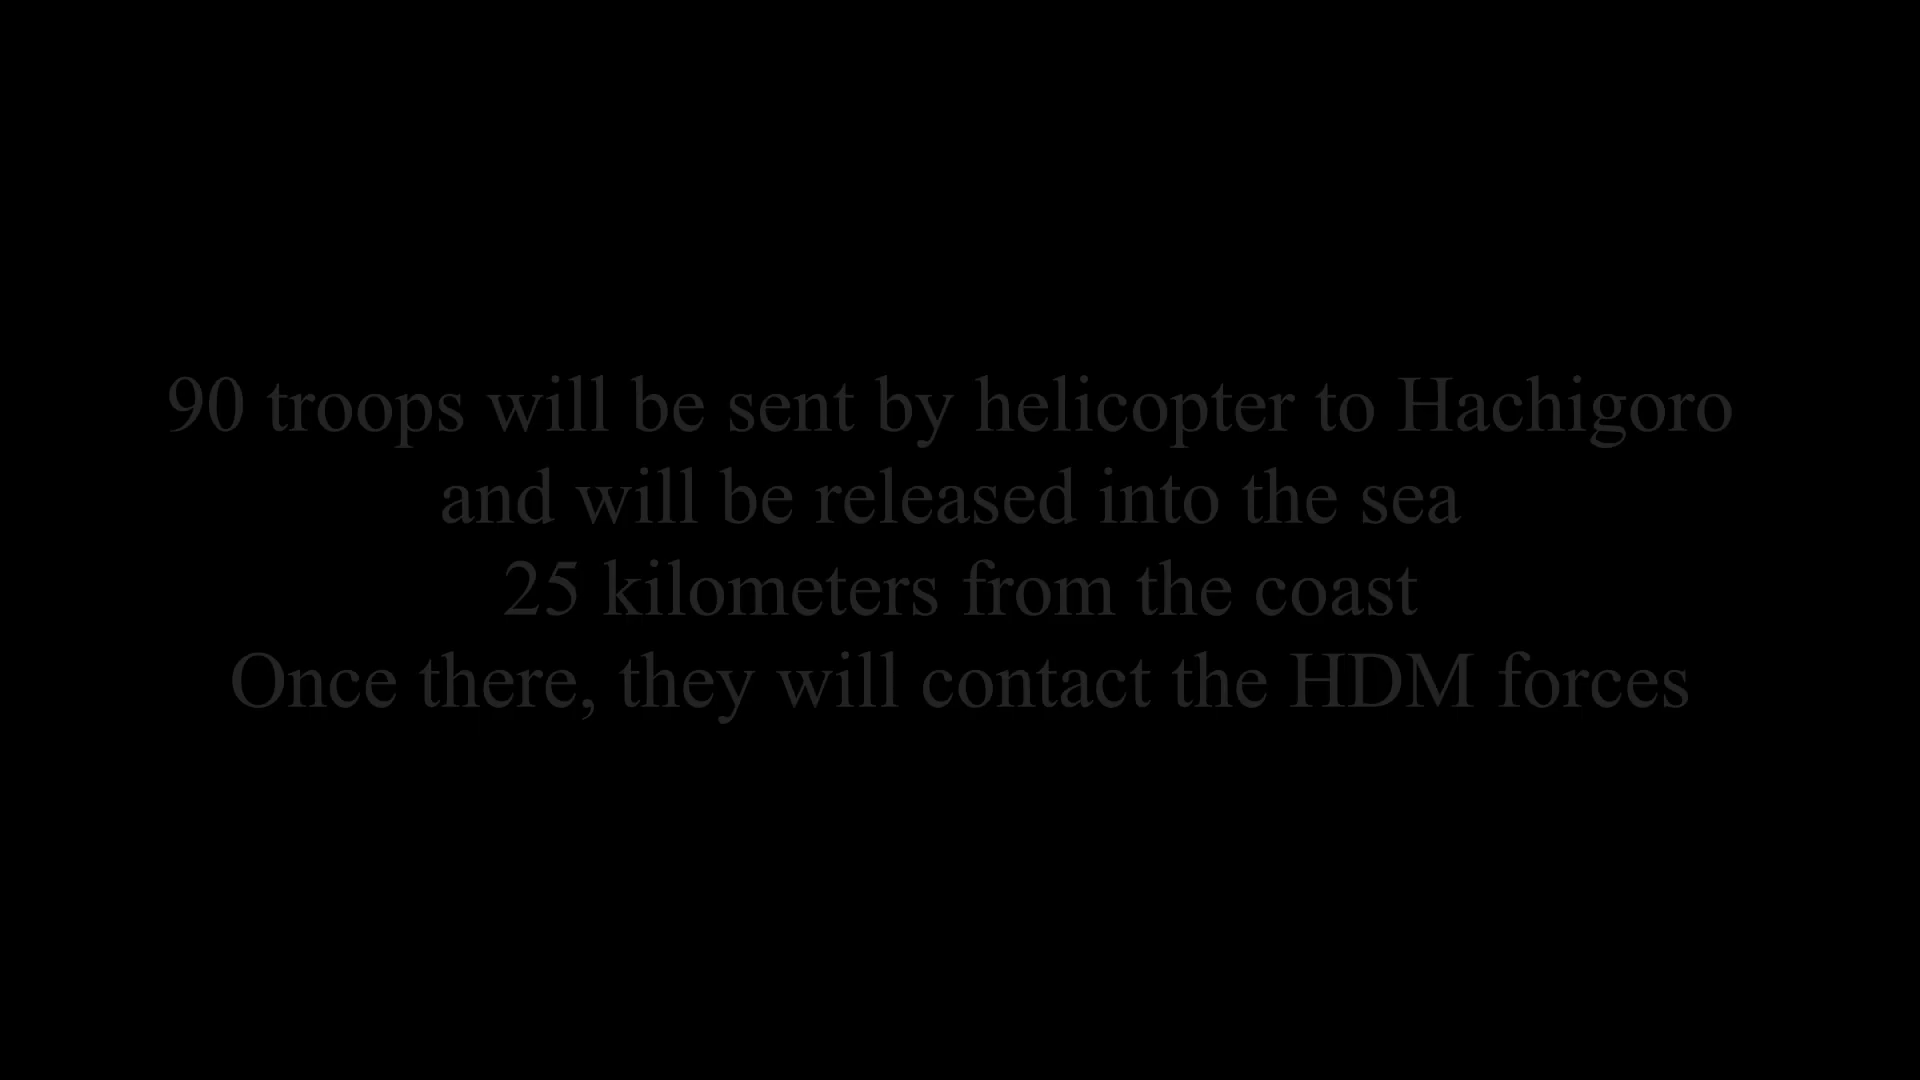 90 troops will be sent by helicopter to Hachigoro
and will be released into the sea
25 kilometers from the coast
Once there, they will contact the HDM forces